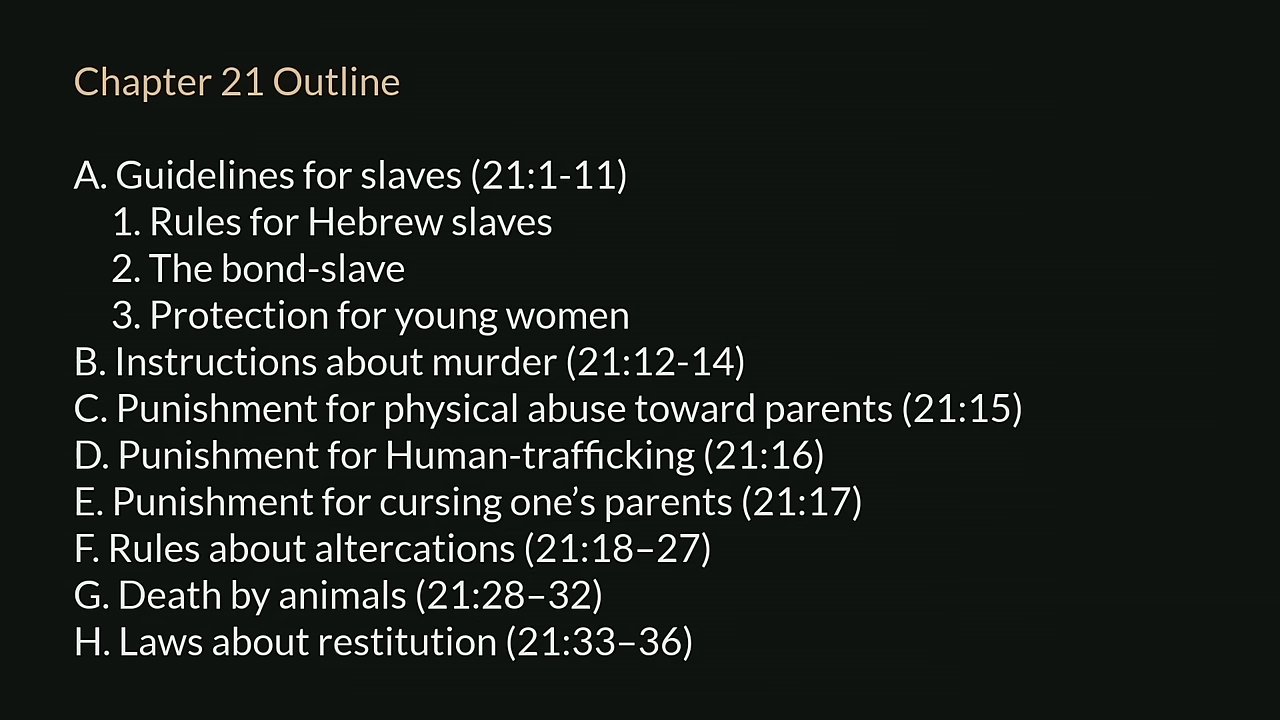 Chapter 21 Outline
A. Guidelines for slaves (21:1-11)
1. Rules for Hebrew slaves
2. The bond-slave
3. Protection for young women
B. Instructions about murder (21:12-14)
C. Punishment for physical abuse toward parents (21:15)
D. Punishment for Human-trafficking (21:16)
E. Punishment for cursing one’s parents (21:17)
F. Rules about altercations (21:18–27)
G. Death by animals (21:28–32)
H. Laws about restitution (21:33–36)